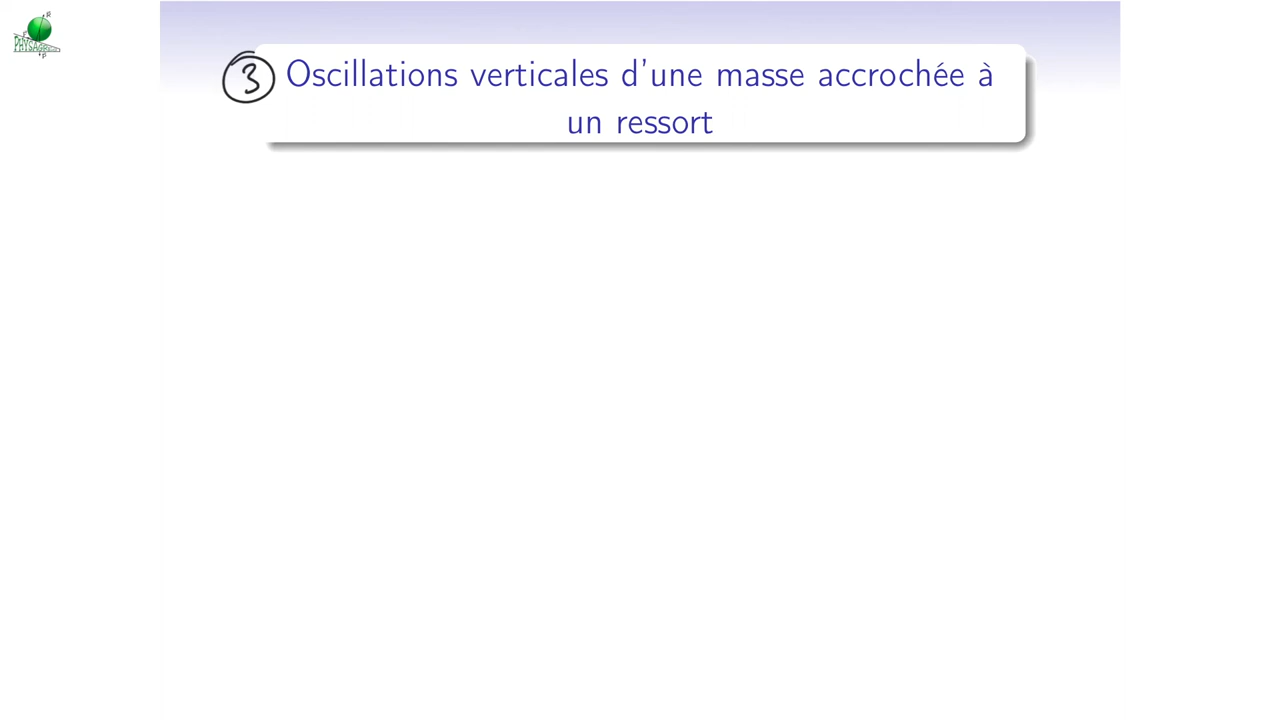 3 Oscillations verticales d'une masse accrochée à
un ressort